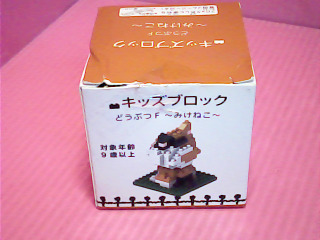 キッズブロック
どうぶつF
～みけねこ～
キッズブロック
どうぶつF ～みけねこ～
対象年齢
9歳以上